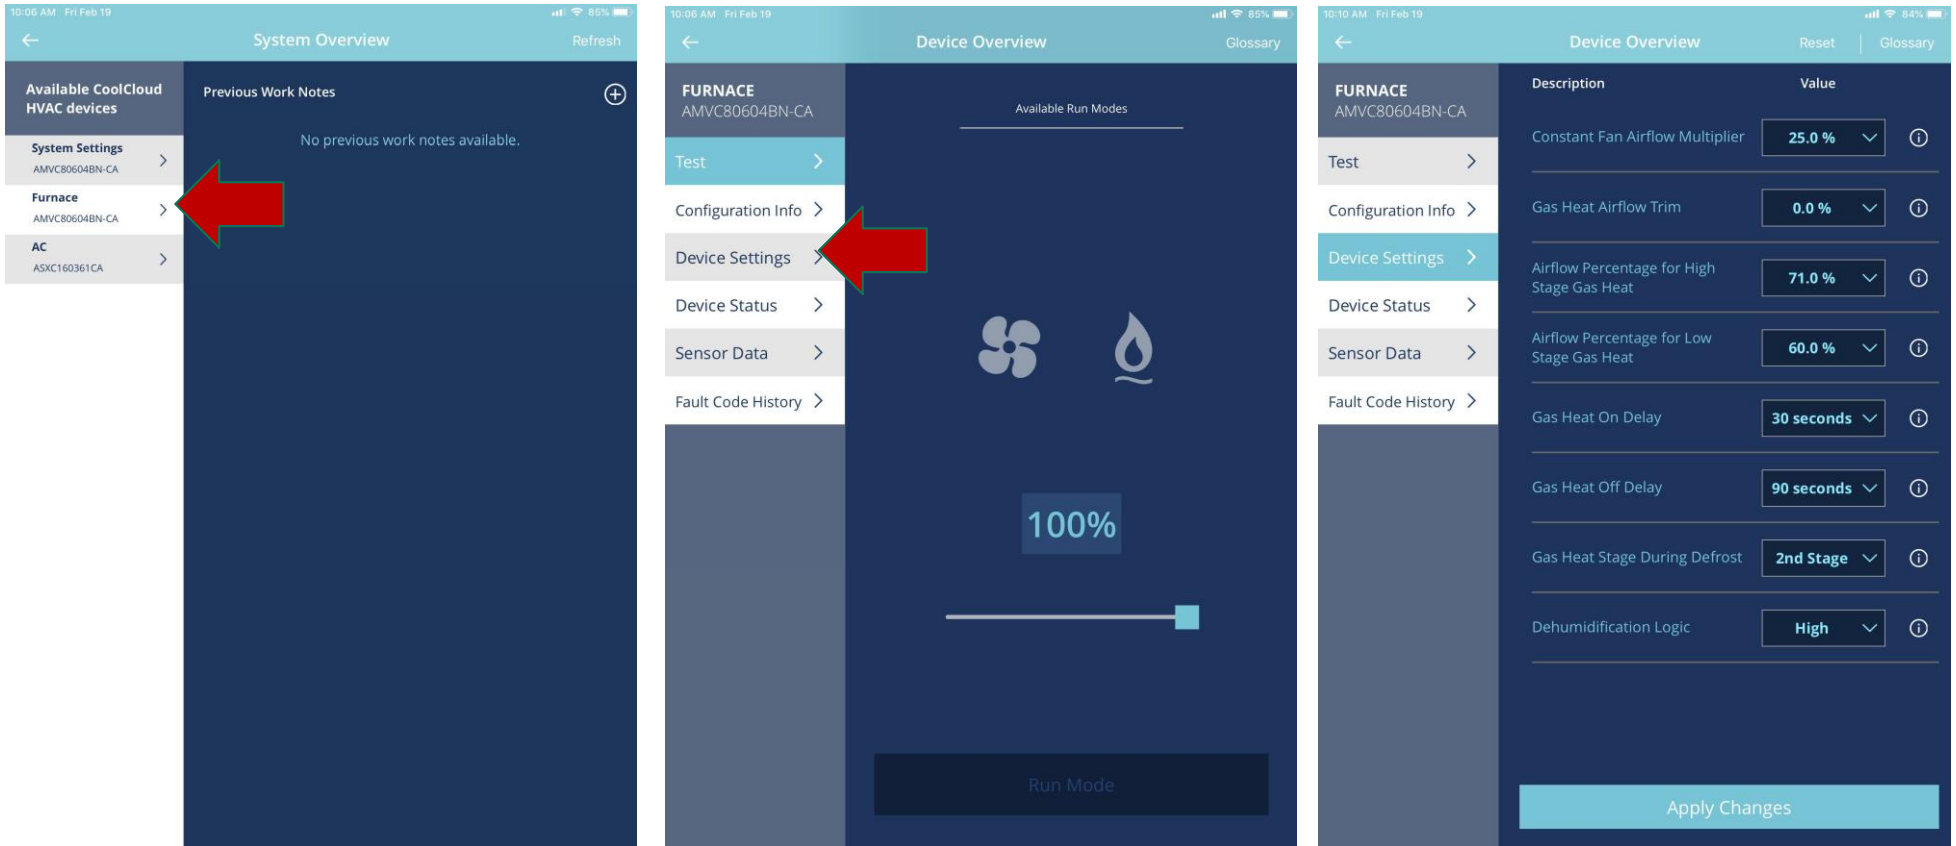 10:06 AM Fri Feb 19
85%
System Overview
Refresh
Available CoolCloud
HVAC devices
System Settings
AMVC80604BN-CA
Furnace
AMVC80604BN-CA
AC
ASXC160361CA
Previous Work Notes
No previous work notes available.
10:06 AM Fri Feb 19
85%
Device Overview
Glossary
FURNACE
AMVC80604BN-CA
Test
Configuration Info
Device Settings
Device Status
Sensor Data
Fault Code History
Available Run Modes
100%
Run Mode
10:10 AM Fri Feb 19
84%
Device Overview
Reset
Glossary
FURNACE
AMVC80604BN-CA
Test
Configuration Info
Device Settings
Device Status
Sensor Data
Fault Code History
Description Value
Constant Fan Airflow Multiplier 25.0 %
Gas Heat Airflow Trim 0.0 %
Airflow Percentage for High
Stage Gas Heat 71.0 %
Airflow Percentage for Low
Stage Gas Heat 60.0 %
Gas Heat On Delay 30 seconds
Gas Heat Off Delay 90 seconds
Gas Heat Stage During Defrost 2nd Stage
Dehumidification Logic High
Apply Changes